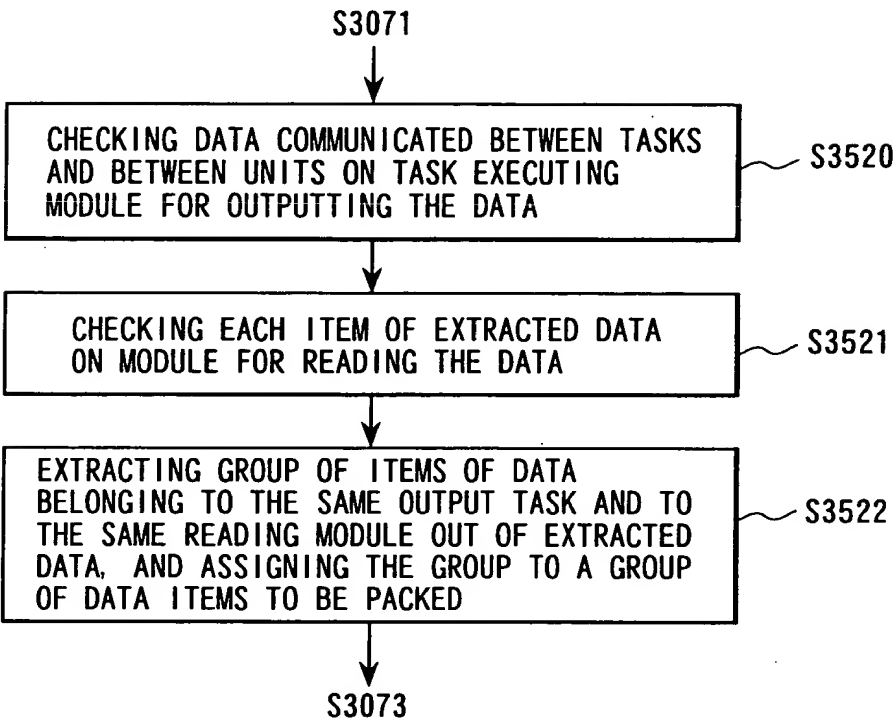 S3071
CHECKING DATA COMMUNICATED BETWEEN TASKS
AND BETWEEN UNITS ON TASK EXECUTING
MODULE FOR OUTPUTTING THE DATA
S3520
CHECKING EACH ITEM OF EXTRACTED DATA
ON MODULE FOR READING THE DATA
S3521
EXTRACTING GROUP OF ITEMS OF DATA
BELONGING TO THE SAME OUTPUT TASK AND TO
THE SAME READING MODULE OUT OF EXTRACTED
DATA, AND ASSIGNING THE GROUP TO A GROUP
OF DATA ITEMS TO BE PACKED
S3522
S3073